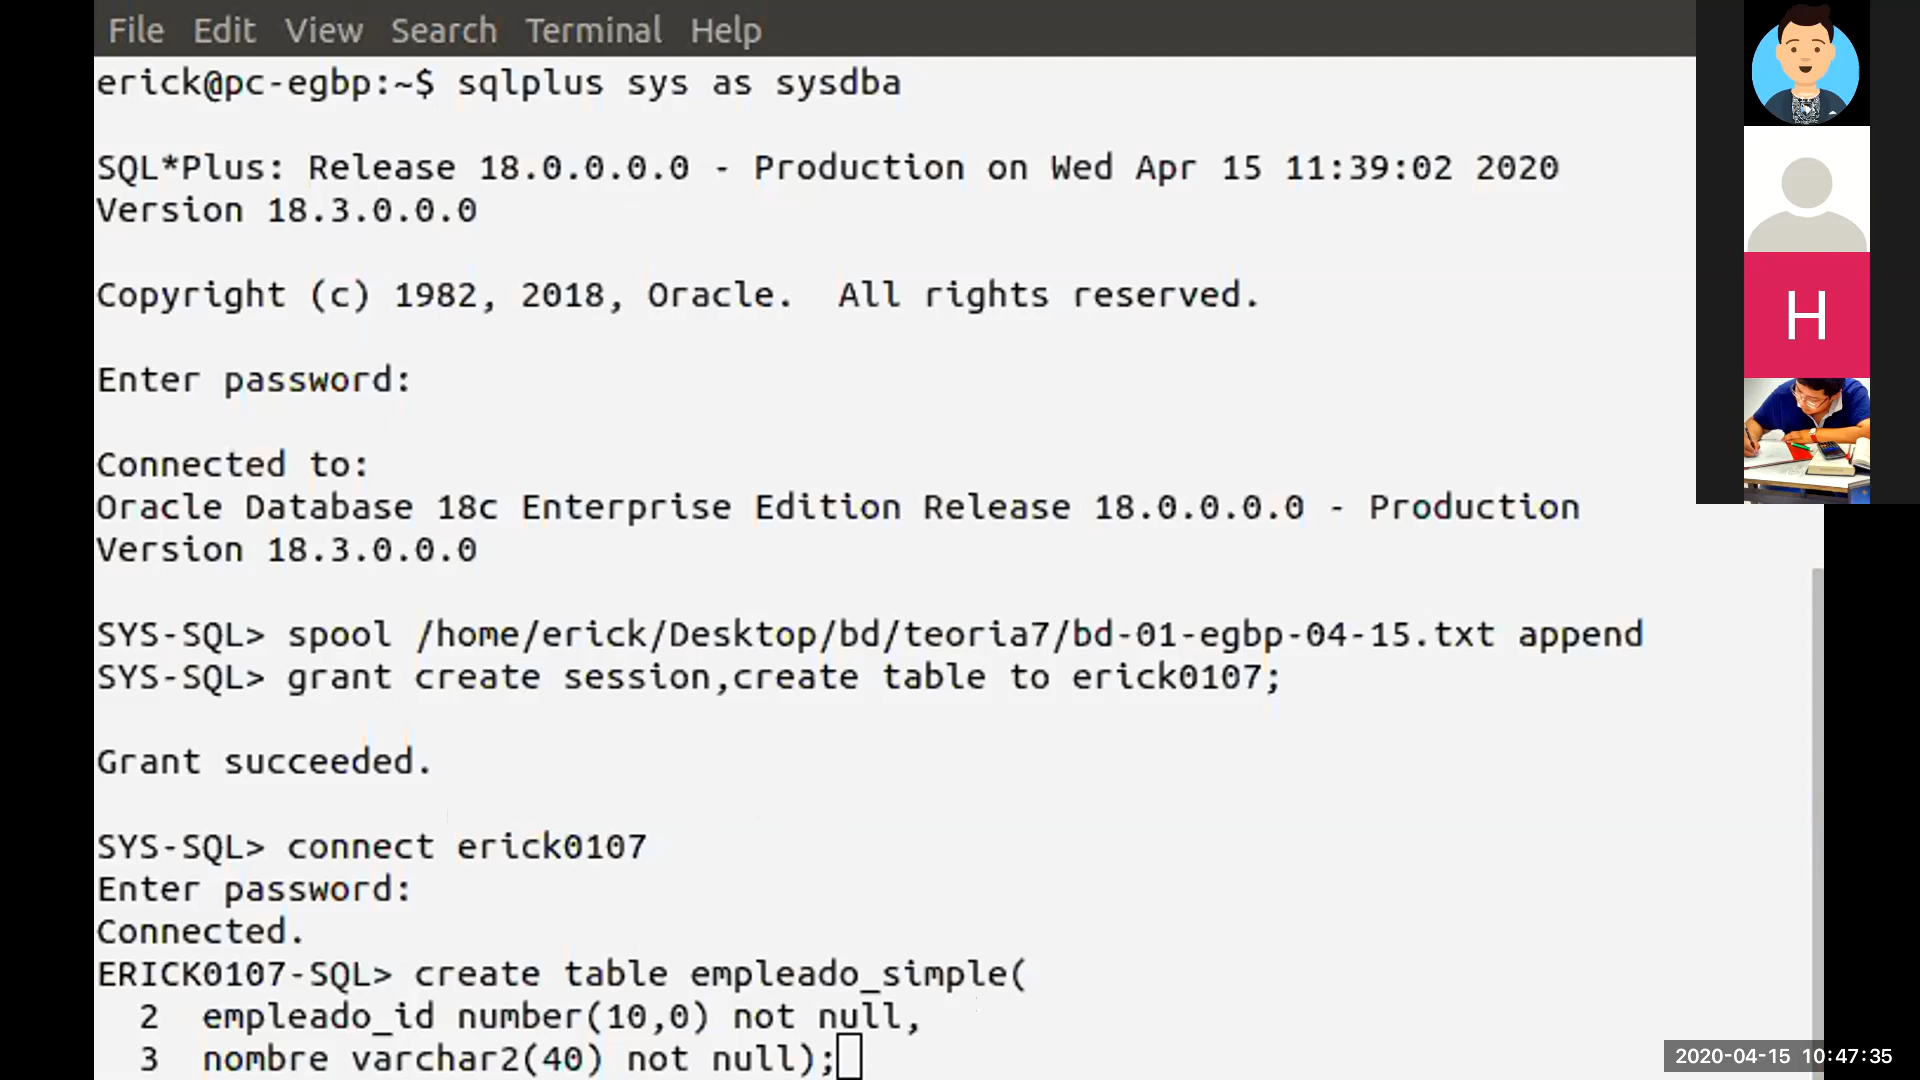 File Edit View Search Terminal Help
erick@pc-egbp:~$ sqlplus sys as sysdba
SQL*Plus: Release 18.0.0.0.0 - Production on Wed Apr 15 11:39:02 2020
Version 18.3.0.0.0
Copyright (c) 1982, 2018, Oracle.  All rights reserved.
Enter password:
Connected to:
Oracle Database 18c Enterprise Edition Release 18.0.0.0.0 - Production
Version 18.3.0.0.0
SYS-SQL> spool /home/erick/Desktop/bd/teoria7/bd-01-egbp-04-15.txt append
SYS-SQL> grant create session,create table to erick0107;
Grant succeeded.
SYS-SQL> connect erick0107
Enter password:
Connected.
ERICK0107-SQL> create table empleado_simple(
  2  empleado_id number(10,0) not null,
  3  nombre varchar2(40) not null);
H
2020-04-15 10:47:35